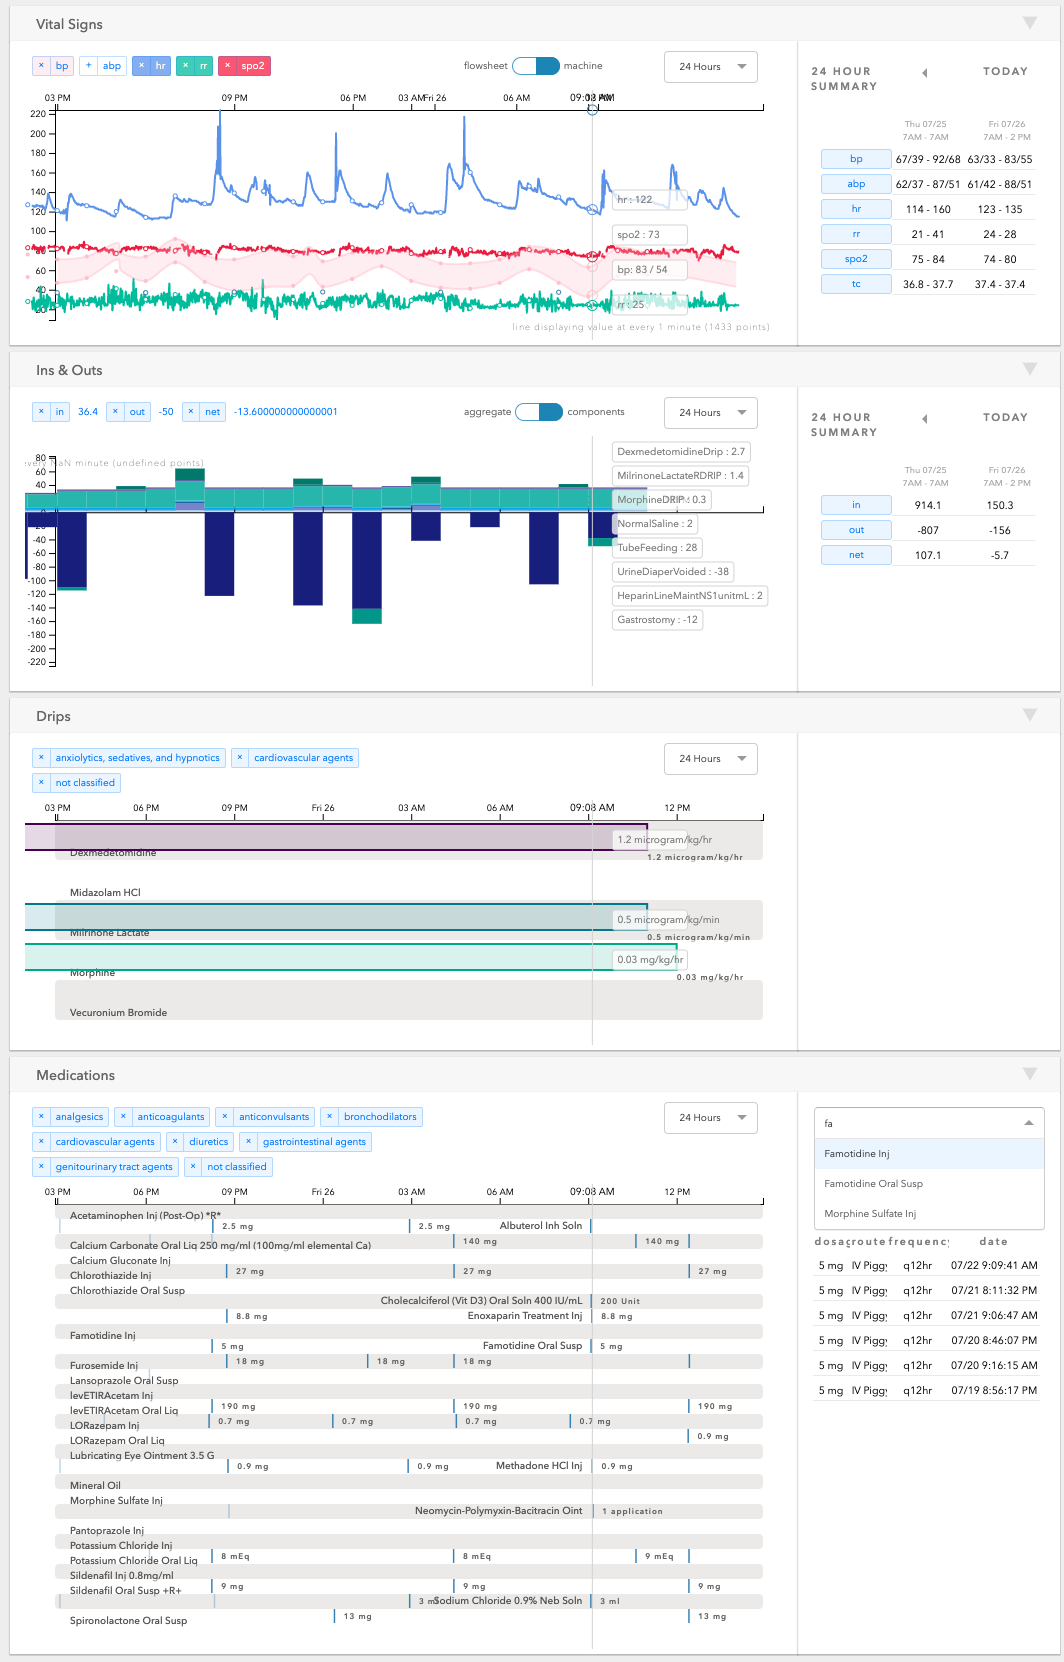 Vital Signs
× bp + abp × hr × rr × spo2
flowsheet machine
24 Hours
03 PM 09 PM 06 PM 03 AM Fri 26 06 AM 09:08 AM
220
200
180
160
140
120
100
80
60
40
20
hr : 122
spo2 : 73
bp: 83 / 54
rr : 25
line displaying value at every 1 minute (1433 points)
24 HOUR SUMMARY TODAY
Thu 07/25 Fri 07/26
7AM - 7AM 7AM - 2 PM
bp 67/39 - 92/68 63/33 - 83/55
abp 62/37 - 87/51 61/42 - 88/51
hr 114 - 160 123 - 135
rr 21 - 41 24 - 28
spo2 75 - 84 74 - 80
tc 36.8 - 37.7 37.4 - 37.4
Ins & Outs
× in 36.4 × out -50 × net -13.600000000000001
aggregate components
24 Hours
every NaN minute (undefined points)
80
60
40
-20
-40
-60
-80
-100
-120
-140
-160
-180
-200
-220
DexmedetomidineDrip : 2.7
MilrinoneLactateRDRIP : 1.4
MorphineDRIP : 0.3
NormalSaline : 2
TubeFeeding : 28
UrineDiaperVoided : -38
HeparinLineMaintNS1unitmL : 2
Gastrostomy : -12
24 HOUR SUMMARY TODAY
Thu 07/25 Fri 07/26
7AM - 7AM 7AM - 2 PM
in 914.1 150.3
out -807 -156
net 107.1 -5.7
Drips
× anxiolytics, sedatives, and hypnotics × cardiovascular agents
× not classified
24 Hours
03 PM 06 PM 09 PM Fri 26 03 AM 06 AM 09:08 AM 12 PM
1.2 microgram/kg/hr
Dexmedetomidine 1.2 microgram/kg/hr
Midazolam HCl
0.5 microgram/kg/min
Milrinone Lactate 0.5 microgram/kg/min
0.03 mg/kg/hr
Morphine 0.03 mg/kg/hr
Vecuronium Bromide
Medications
× analgesics × anticoagulants × anticonvulsants × bronchodilators
× cardiovascular agents × diuretics × gastrointestinal agents
× genitourinary tract agents × not classified
24 Hours
03 PM 06 PM 09 PM Fri 26 03 AM 06 AM 09:08 AM 12 PM
Acetaminophen Inj (Post-Op) *R*
2.5 mg 2.5 mg Albuterol Inh Soln
140 mg 140 mg
Calcium Carbonate Oral Liq 250 mg/ml (100mg/ml elemental Ca)
Calcium Gluconate Inj
27 mg 27 mg 27 mg
Chlorothiazide Inj
Chlorothiazide Oral Susp
Cholecalciferol (Vit D3) Oral Soln 400 IU/mL 200 Unit
8.8 mg Enoxaparin Treatment Inj 8.8 mg
Famotidine Inj
5 mg Famotidine Oral Susp 5 mg
18 mg 18 mg 18 mg
Furosemide Inj
Lansoprazole Oral Susp
levETIRAcetam Inj
190 mg 190 mg 190 mg
levETIRAcetam Oral Liq
0.7 mg 0.7 mg 0.7 mg 0.7 mg
LORazepam Inj
0.9 mg
LORazepam Oral Liq
Lubricating Eye Ointment 3.5 G
0.9 mg 0.9 mg Methadone HCl Inj 0.9 mg
Mineral Oil
Morphine Sulfate Inj
Neomycin-Polymyxin-Bacitracin Oint 1 application
Pantoprazole Inj
Potassium Chloride Inj
8 mEq 8 mEq 9 mEq
Potassium Chloride Oral Liq
Sildenafil Inj 0.8mg/ml
9 mg 9 mg 9 mg
Sildenafil Oral Susp +R+
3 m Sodium Chloride 0.9% Neb Soln 3 ml
13 mg 13 mg
Spironolactone Oral Susp
fa
Famotidine Inj
Famotidine Oral Susp
Morphine Sulfate Inj
dosag route frequency date
5 mg IV Piggy q12hr 07/22 9:09:41 AM
5 mg IV Piggy q12hr 07/21 8:11:32 PM
5 mg IV Piggy q12hr 07/21 9:06:47 AM
5 mg IV Piggy q12hr 07/20 8:46:07 PM
5 mg IV Piggy q12hr 07/20 9:16:15 AM
5 mg IV Piggy q12hr 07/19 8:56:17 PM